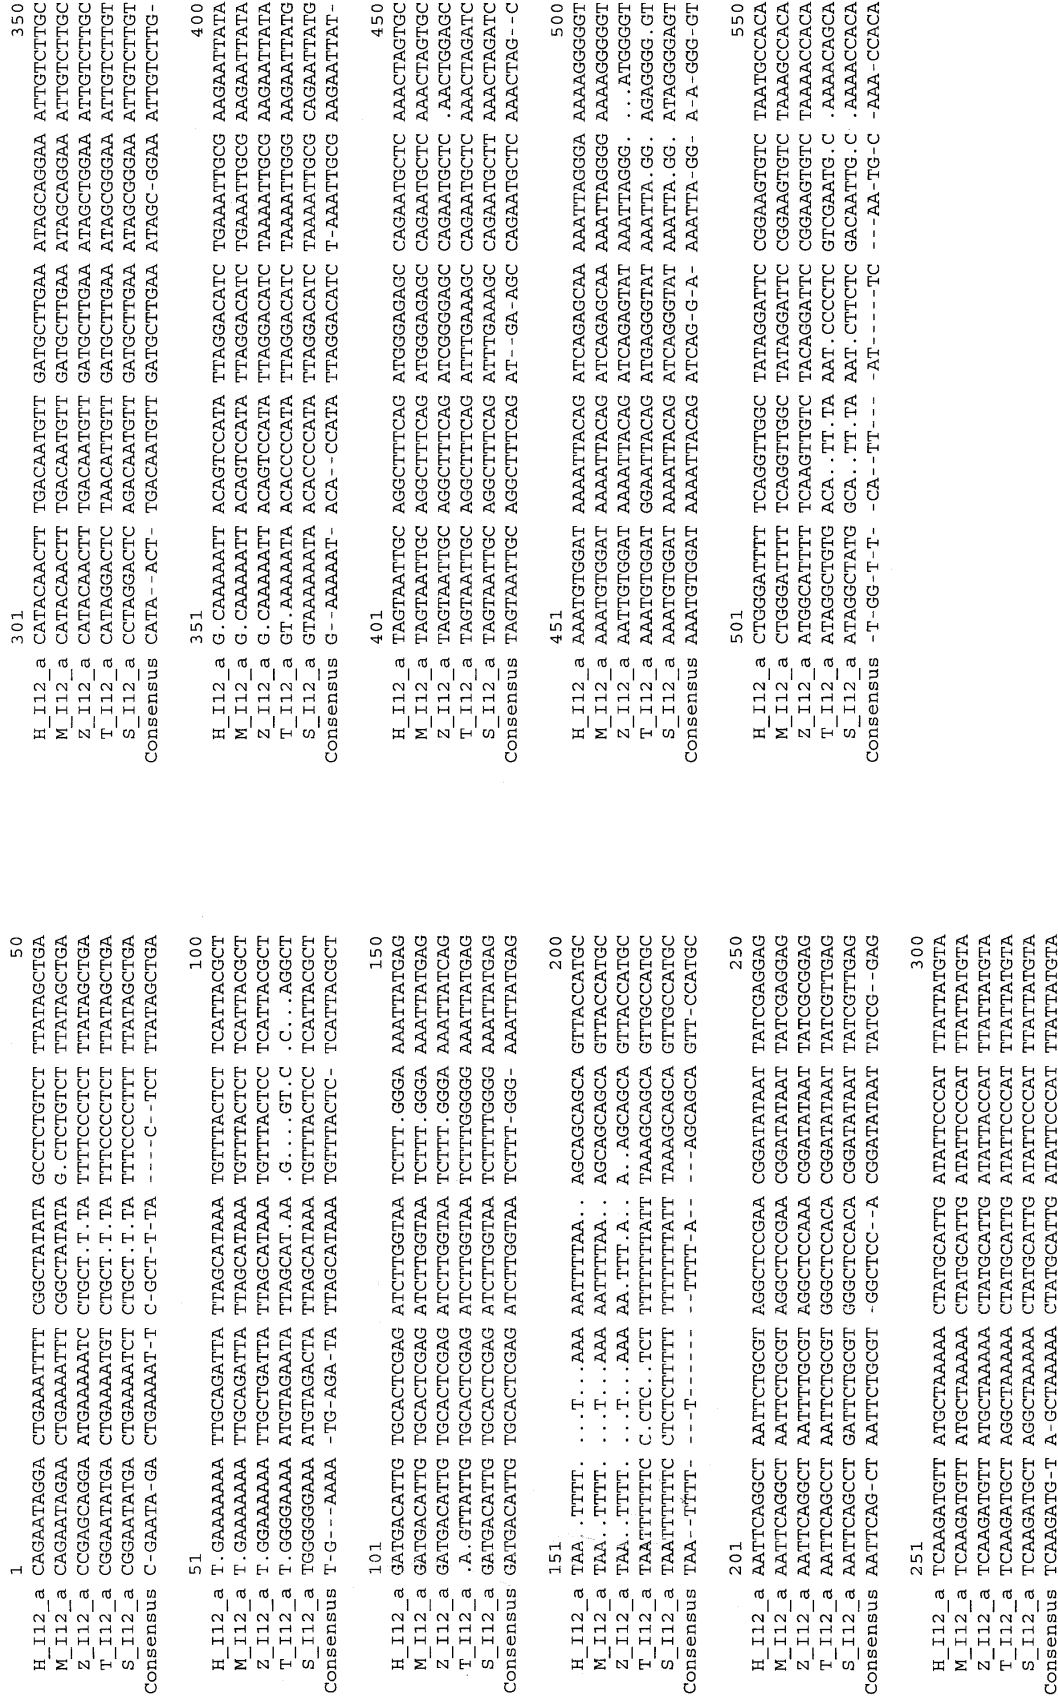 1 50
H_I12_a CAGAATAGGA CTGAAATTTT CGGCTATATA GCCTCTGTCT TTATAGCTGA
M_I12_a CAGAATAGAA CTGAAAATTT CGGCTATATA G.CTCTGTCT TTATAGCTGA
Z_I12_a CCGAGCAGGA ATGAAAAATC CTGCT.T.TA TTTTCCCTCT TTATAGCTGA
T_I12_a CGGAATATGA CTGAAAATGT CTGCT.T.TA TTTCCCCTCT TTATAGCTGA
S_I12_a CGGAATATGA CTGAAAATCT CTGCT.T.TA TTTCCCCTTT TTATAGCTGA
Consensus C-GAATA-GA CTGAAAAT-T C-GCT-T-TA ----C--TCT TTATAGCTGA
51 100
H_I12_a T.GAAAAAAA TTGCAGATTA TTAGCATAAA TGTTTACTCT TCATTACGCT
M_I12_a T.GAAAAAAA TTGCAGATTA TTAGCATAAA TGTTTACTCT TCATTACGCT
Z_I12_a T.GGAAAAAA TTGCTGATTA TTAGCATAAA TGTTTACTCC TCATTACGCT
T_I12_a T.GGGGAAAA ATGTAGAATA TTAGCAT.AA .G....GT.C .C...AGGCT
S_I12_a TGGGGGGAAA ATGTAGACTA TTAGCATAAA TGTTTACTCC TCATTACGCT
Consensus T-G---AAAA -TG-AGA-TA TTAGCATAAA TGTTTACTC- TCATTACGCT
101 150
H_I12_a GATGACATTG TGCACTCGAG ATCTTGGTAA TCTTTT.GGGA AAATTATGAG
M_I12_a GATGACATTG TGCACTCGAG ATCTTGGTAA TCTTTT.GGGA AAATTATGAG
Z_I12_a GATGACATTG TGCACTCGAG ATCTTGGTAA TCTTTT.GGGA AAATTATCAG
T_I12_a .A.GTTATTG TGCACTCGAG ATCTTGGTAA TCTTTGGGGG AAATTATGAG
S_I12_a GATGACATTG TGCACTCGAG ATCTTGGTAA TCTTTTGGGG AAATTATGAG
Consensus GATGACATTG TGCACTCGAG ATCTTGGTAA TCTTTT-GGG- AAATTATGAG
151 200
H_I12_a TAA..TTTT. ...T...AAA AATTTTAA.. AGCAGCAGCA GTTACCATGC
M_I12_a TAA..TTTT. ...T...AAA AATTTTAA.. AGCAGCAGCA GTTACCATGC
Z_I12_a TAA..TTTT. ...T...AAA AA.TTT.A.. A..AGCAGCA GTTACCATGC
T_I12_a TAATTTTTTC C.CTC..TCT TTTTTTTATT TAAAGCAGCA GTTGCCATGC
S_I12_a TAATTTTTTC CTCTCTTTTT TTTTTTTATT TAAAGCAGCA GTTGCCATGC
Consensus TAA--TTTT- ---T------ --TTTT-A-- ---AGCAGCA GTT-CCATGC
201 250
H_I12_a AATTCAGGCT AATTCTGCGT AGGCTCCGAA CGGATATAAT TATCGAGGAG
M_I12_a AATTCAGGCT AATTCTGCGT AGGCTCCGAA CGGATATAAT TATCGAGGAG
Z_I12_a AATTCAGGCT AATTTTGCGT AGGCTCCAAA CGGATATAAT TATCGCGGAG
T_I12_a AATTCAGCCT AATTCTGCGT GGGCTCCACA CGGATATAAT TATCGTTGAG
S_I12_a AATTCAGCCT GATTCTGCGT GGGCTCCACA CGGATATAAT TATCGTTGAG
Consensus AATTCAG-CT AATTCTGCGT -GGCTCC--A CGGATATAAT TATCG--GAG
251 300
H_I12_a TCAAGATGTT ATGCTAAAAA CTATGCATTG ATATTCCCAT TTATTATGTA
M_I12_a TCAAGATGTT ATGCTAAAAA CTATGCATTG ATATTCCCAT TTATTATGTA
Z_I12_a TCAAGATGTT ATGCTAAAAA CTATGCATTG ATATTACCAT TTATTATGTA
T_I12_a TCAAGATGCT AGGCTAAAAA CTATGCATTG ATATTCCCAT TTATTATGTA
S_I12_a TCAAGATGCT AGGCTAAAAA CTATGCATTG ATATTCCCAT TTATTATGTA
Consensus TCAAGATG-T A-GCTAAAAA CTATGCATTG ATATTCCCAT TTATTATGTA
301 350
H_I12_a CATACAACTT TGACAATGTT GATGCTTGAA ATAGCAGGAA ATTGTCTTGC
M_I12_a CATACAACTT TGACAATGTT GATGCTTGAA ATAGCAGGAA ATTGTCTTGC
Z_I12_a CATACAACTT TGACAATGTT GATGCTTGAA ATAGCTGGAA ATTGTCTTGC
T_I12_a CATAGGACTC TAACATTGTT GATGCTTGAA ATAGCGGGAA ATTGTCTTGT
S_I12_a CCTAGGACTC AGACAATGTT GATGCTTGAA ATAGCGGGAA ATTGTCTTGT
Consensus CATA--ACT- TGACAATGTT GATGCTTGAA ATAGC-GGAA ATTGTCTTG-
351 400
H_I12_a G.CAAAAATT ACAGTCCATA TTAGGACATC TGAAATTGCG AAGAATTATA
M_I12_a G.CAAAAATT ACAGTCCATA TTAGGACATC TGAAATTGCG AAGAATTATA
Z_I12_a G.CAAAAATT ACAGTCCATA TTAGGACATC TAAAATTGCG AAGAATTATA
T_I12_a GT.AAAAATA ACACCCCATA TTAGGACATC TAAAATTGGG AAGAATTATG
S_I12_a GTAAAAAATA ACACCCCATA TTAGGACATC TAAAATTGCG CAGAATTATG
Consensus G--AAAAAT- ACA--CCATA TTAGGACATC T-AAATTGCG AAGAATTAT-
401 450
H_I12_a TAGTAATTGC AGGCTTTCAG ATGGGAGAGC CAGAATGCTC AAACTAGTGC
M_I12_a TAGTAATTGC AGGCTTTCAG ATGGGAGAGC CAGAATGCTC AAACTAGTGC
Z_I12_a TAGTAATTGC AGGCTTTCAG ATCGGGGAGC CAGAATGCTC .AACTGGAGC
T_I12_a TAGTAATTGC AGGCTTTCAG ATTTGAAAGC CAGAATGCTC AAACTAGATC
S_I12_a TAGTAATTGC AGGCTTTCAG ATTTGAAAGC CAGAATGCTT AAACTAGATC
Consensus TAGTAATTGC AGGCTTTCAG AT--GA-AGC CAGAATGCTC AAACTAG--C
451 500
H_I12_a AAATGTGGAT AAAATTACAG ATCAGAGCAA AAATTAGGGA AAAAGGGGGT
M_I12_a AAATGTGGAT AAAATTACAG ATCAGAGCAA AAATTAGGGG AAAAGGGGGT
Z_I12_a AATTGTGGAT AAAATTACAG ATCAGAGTAT AAATTAGG. ...ATGGGGT
T_I12_a AAATGTGGAT GGAATTACAG ATGAGGGTAT AAATTA.GG. AGAGGGG.GT
S_I12_a AAATGTGGAT AAAATTACAG ATCAGGGTAT AAATTA.GG. ATAGGGGAGT
Consensus AAATGTGGAT AAAATTACAG ATCAG-G-A- AAATTA-GG- A-A-GGG-GT
501 550
H_I12_a CTGGGATTTT TCAGGTTGGC TATAGGATTC CGGAAGTGTC TAATGCCACA
M_I12_a CTGGGATTTT TCAGGTTGGC TATAGGATTC CGGAAGTGTC TAAAGCCACA
Z_I12_a ATGGCATTTT TCAAGTTGTC TACAGGATTC CGGAAGTGTC TAAAACCACA
T_I12_a ATAGGCTGTG ACA..TT.TA AAT.CCCCTC GTCGAATG.C .AAAACAGCA
S_I12_a ATAGGCTATG GCA..TT.TA AAT.CTTCTC GACAATTG.C .AAAACCACA
Consensus -T-GG-T-T- -CA--TT--- -AT-----TC ---AA-TG-C -AAA-CCACA